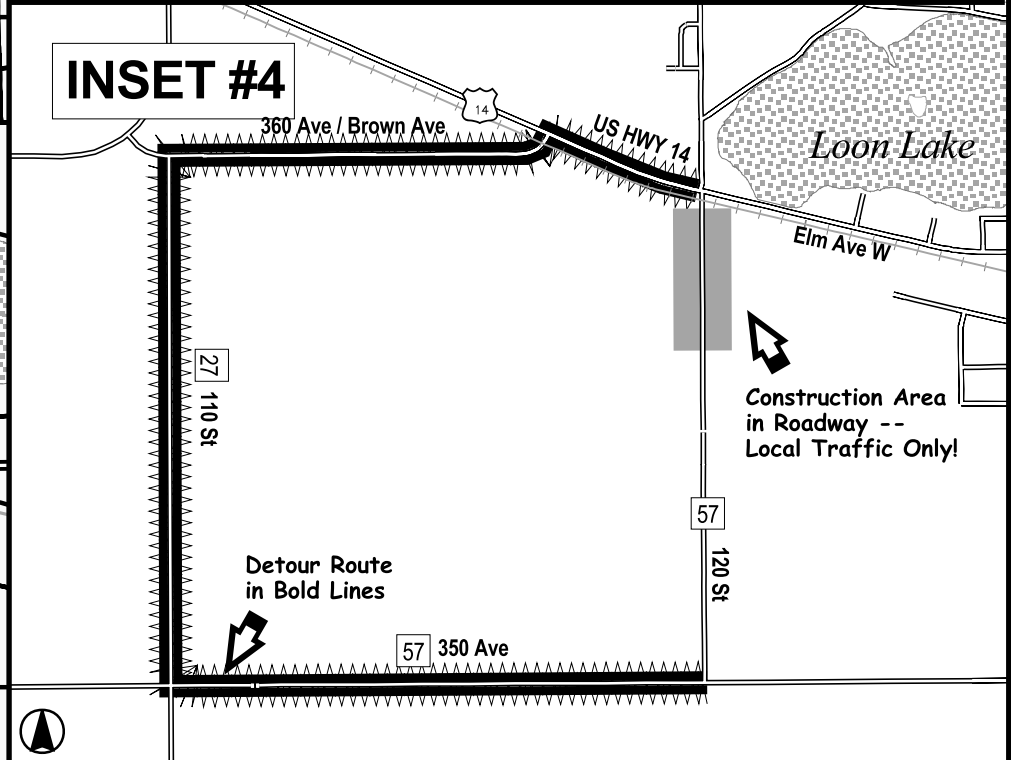 INSET #4
14
360 Ave / Brown Ave
US HWY 14
Loon Lake
Elm Ave W
27
110 St
Construction Area
in Roadway --
Local Traffic Only!
57
120 St
Detour Route
in Bold Lines
57
350 Ave